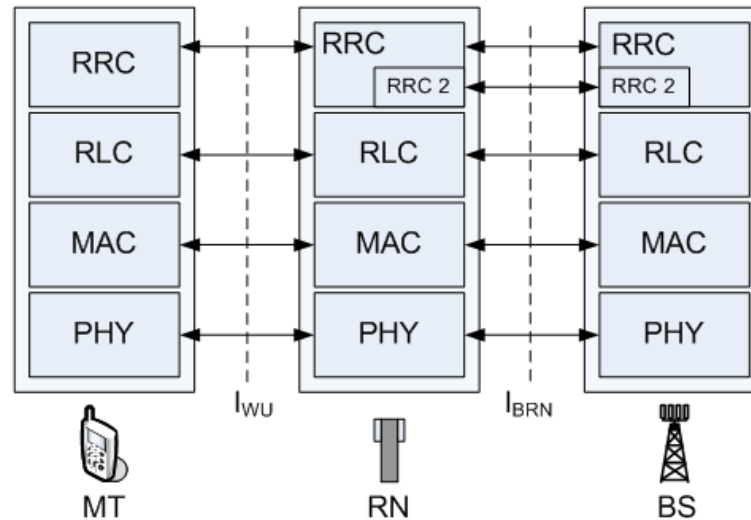 RRC RRC RRC
RRC 2 RRC 2
RLC RLC RLC
MAC MAC MAC
PHY PHY PHY
IWU IBRN
MT RN BS